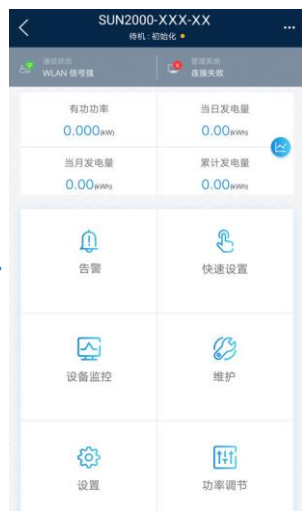 SUN2000-XXX-XX
待机 : 初始化
通信状态 管理系统
WLAN 信号强 连接失败
有功功率 当日发电量
0.000(kW) 0.00(kWh)
当月发电量 累计发电量
0.00(kWh) 0.00(kWh)
告警 快速设置
设备监控 维护
设置 功率调节